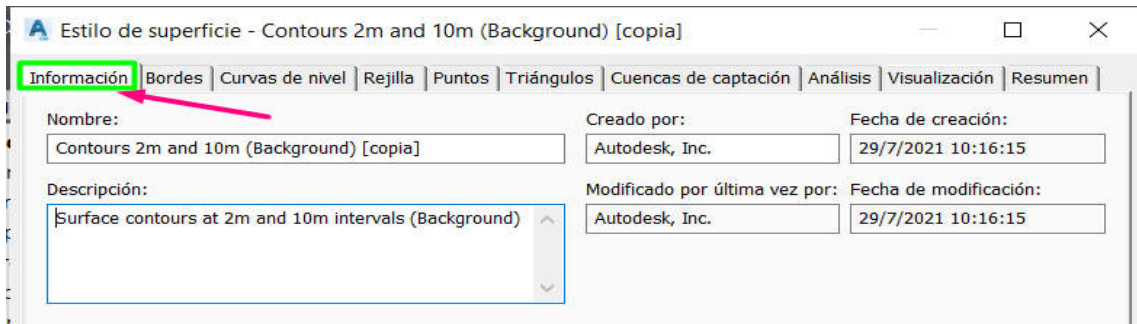 Estilo de superficie - Contours 2m and 10m (Background) [copia]
Información Bordes Curvas de nivel Rejilla Puntos Triángulos Cuencas de captación Análisis Visualización Resumen
Nombre: Creado por: Fecha de creación:
Contours 2m and 10m (Background) [copia] Autodesk, Inc. 29/7/2021 10:16:15
Descripción: Modificado por última vez por: Fecha de modificación:
Surface contours at 2m and 10m intervals (Background) Autodesk, Inc. 29/7/2021 10:16:15